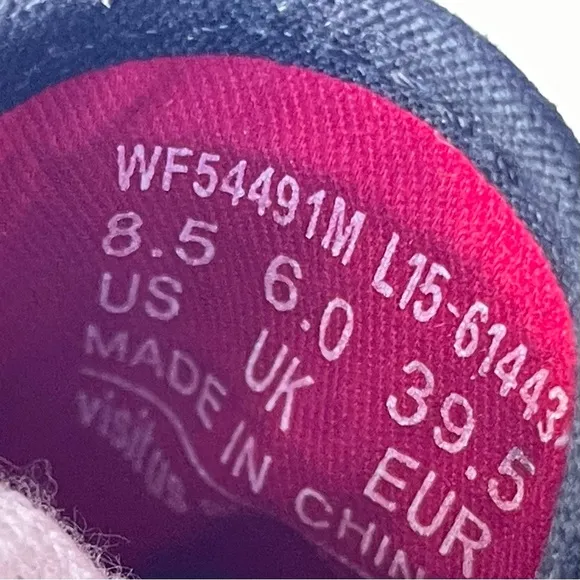 WF54491M L15-61443
8.5 6.0 39.5
US UK EUR
MADE IN CHINA
visit us